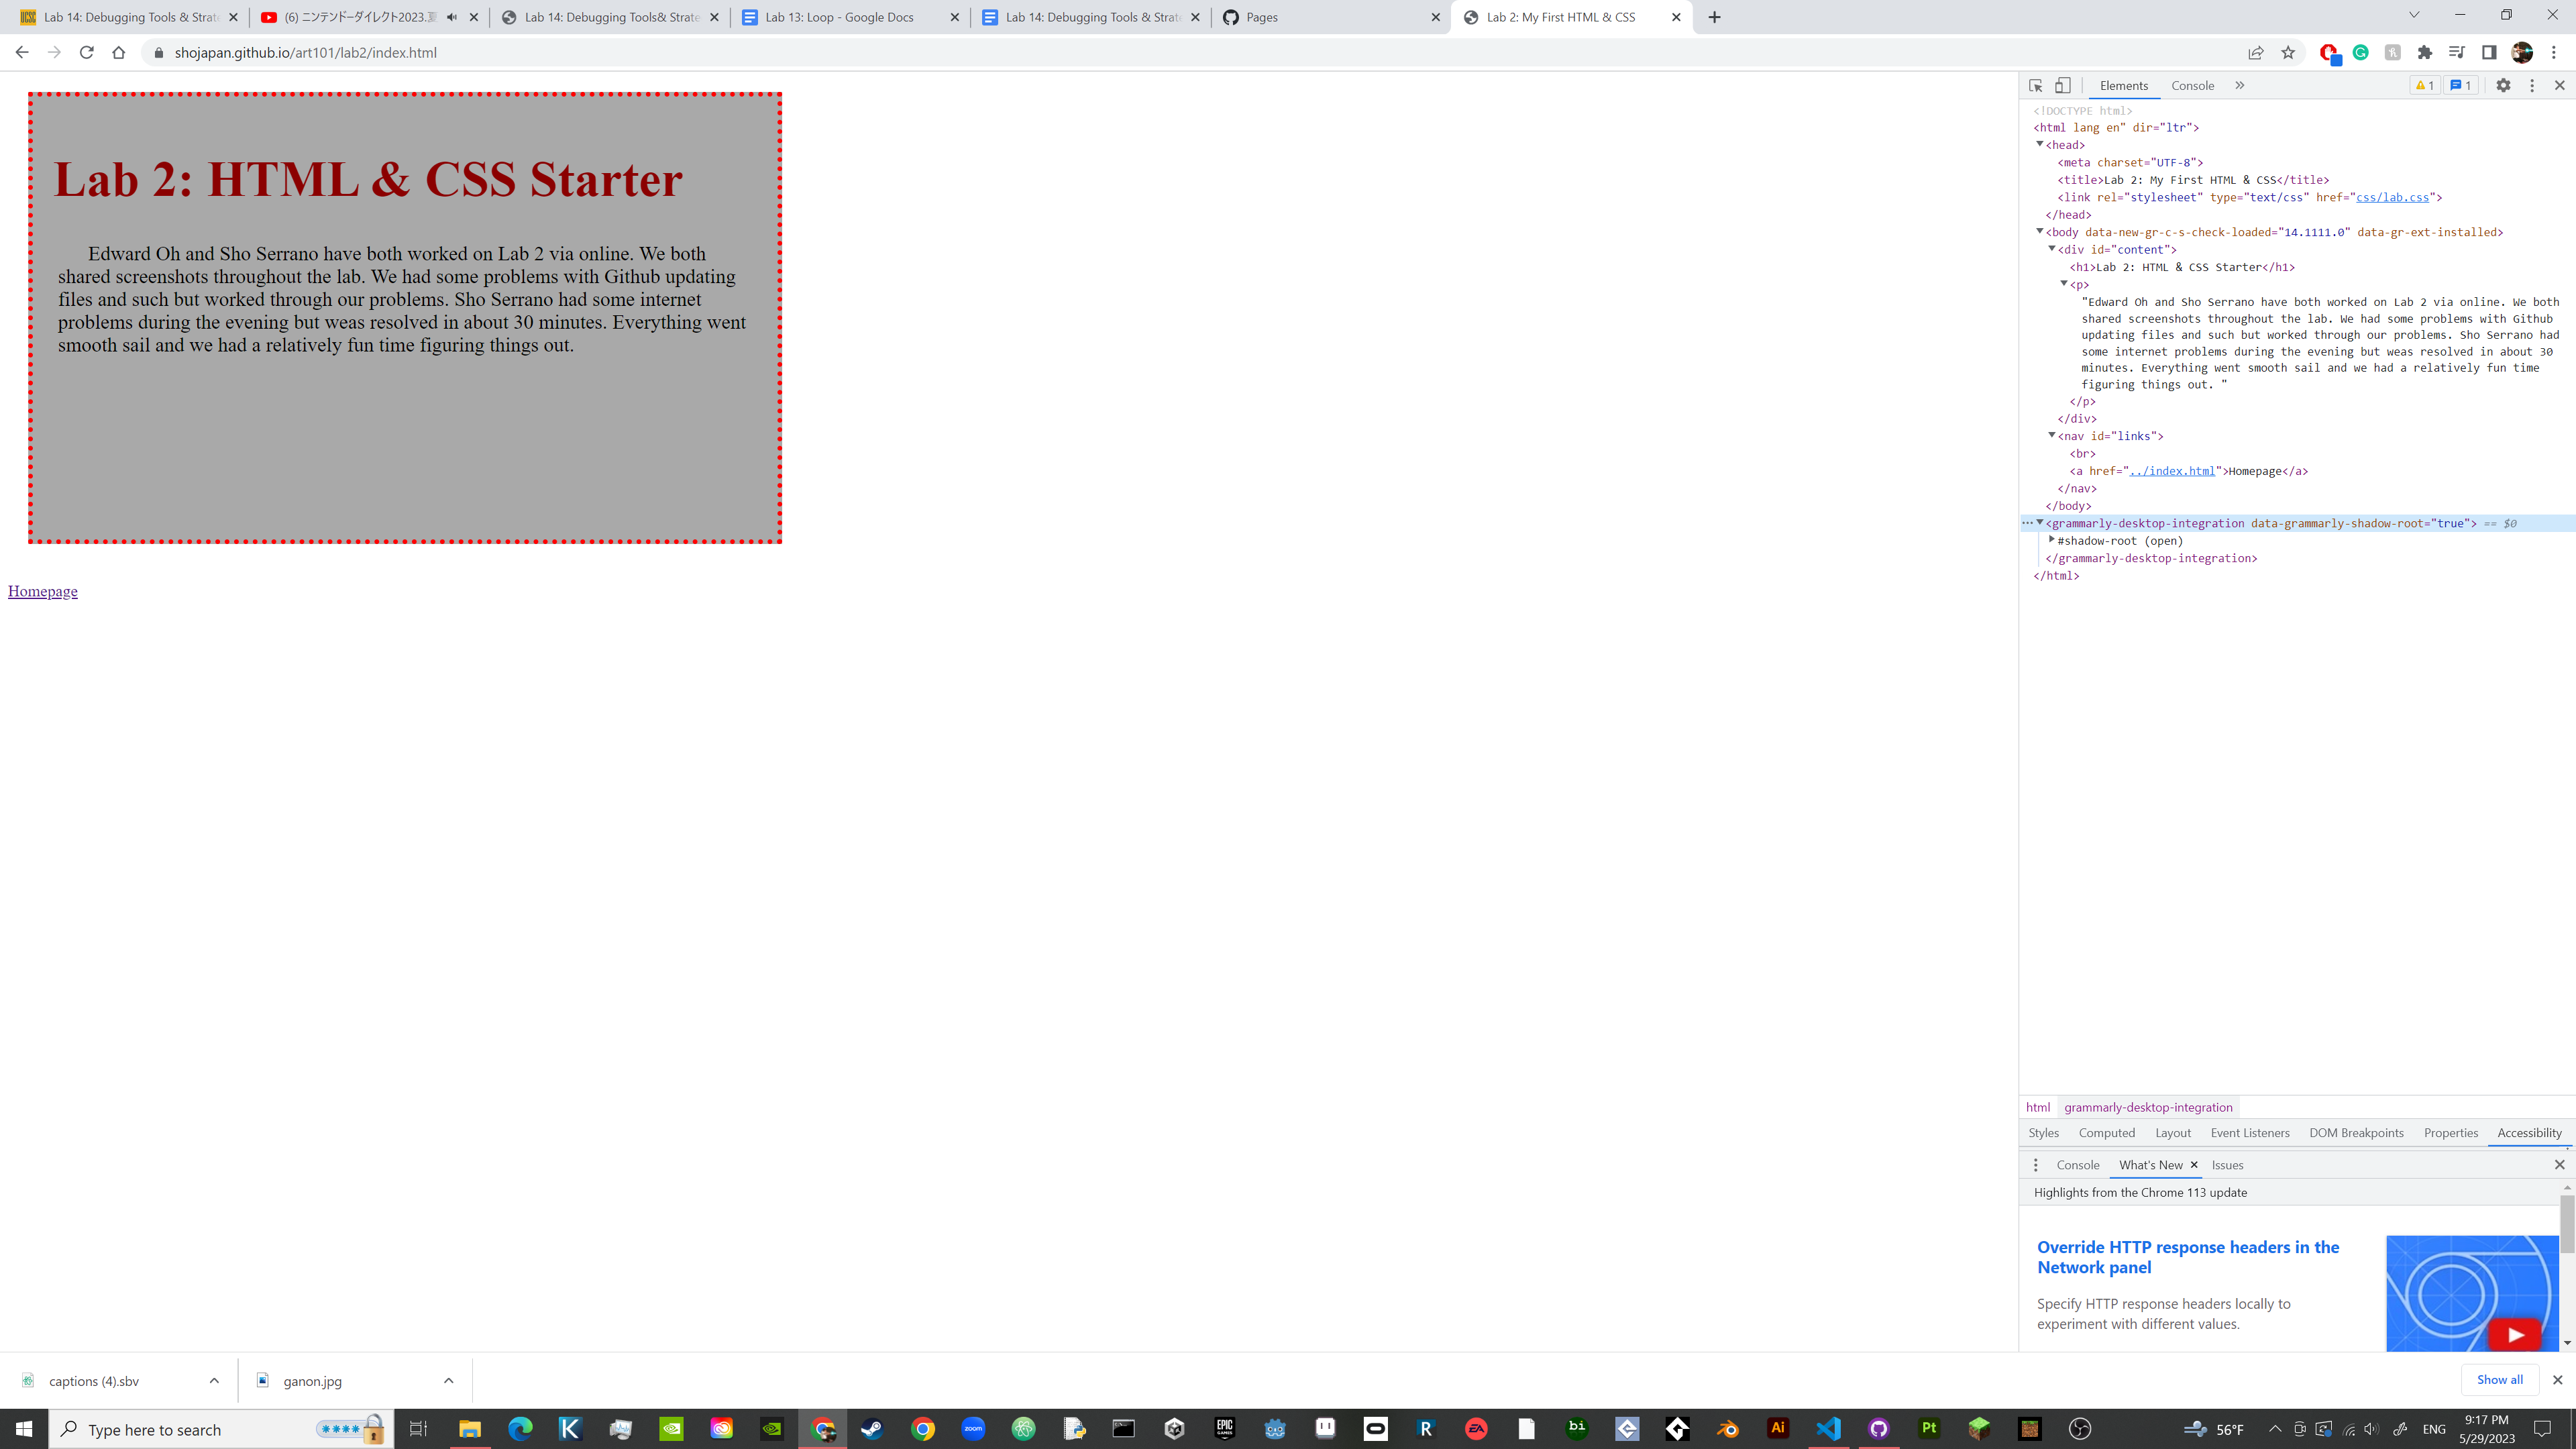 Lab 14: Debugging Tools & Strate
(6) ニンテンドーダイレクト2023.夏
Lab 14: Debugging Tools& Strate
Lab 13: Loop - Google Docs
Lab 14: Debugging Tools & Strate
Pages
Lab 2: My First HTML & CSS
shojapan.github.io/art101/lab2/index.html
Lab 2: HTML & CSS Starter
Edward Oh and Sho Serrano have both worked on Lab 2 via online. We both
shared screenshots throughout the lab. We had some problems with Github updating
files and such but worked through our problems. Sho Serrano had some internet
problems during the evening but weas resolved in about 30 minutes. Everything went
smooth sail and we had a relatively fun time figuring things out.
Homepage
Elements Console 1 1
<!DOCTYPE html>
<html lang en" dir="ltr">
<head>
<meta charset="UTF-8">
<title>Lab 2: My First HTML & CSS</title>
<link rel="stylesheet" type="text/css" href="css/lab.css">
</head>
<body data-new-gr-c-s-check-loaded="14.1111.0" data-gr-ext-installed>
<div id="content">
<h1>Lab 2: HTML & CSS Starter</h1>
<p>
"Edward Oh and Sho Serrano have both worked on Lab 2 via online. We both
shared screenshots throughout the lab. We had some problems with Github
updating files and such but worked through our problems. Sho Serrano had
some internet problems during the evening but weas resolved in about 30
minutes. Everything went smooth sail and we had a relatively fun time
figuring things out. "
</p>
</div>
<nav id="links">
<br>
<a href="../index.html">Homepage</a>
</nav>
</body>
<grammarly-desktop-integration data-grammarly-shadow-root="true"> == $0
#shadow-root (open)
</grammarly-desktop-integration>
</html>
html grammarly-desktop-integration
Styles Computed Layout Event Listeners DOM Breakpoints Properties Accessibility
Console What's New Issues
Highlights from the Chrome 113 update
Override HTTP response headers in the
Network panel
Specify HTTP response headers locally to
experiment with different values.
captions (4).sbv
ganon.jpg
Show all
Type here to search
56°F
ENG
9:17 PM
5/29/2023